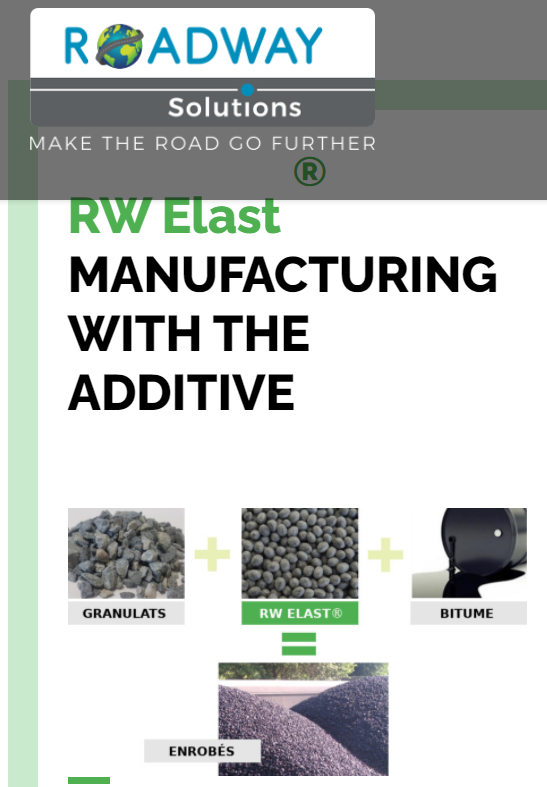 ROADWAY
Solutions
MAKE THE ROAD GO FURTHER
®
RW Elast
MANUFACTURING
WITH THE
ADDITIVE
GRANULATS
RW ELAST®
BITUME
ENROBÉS